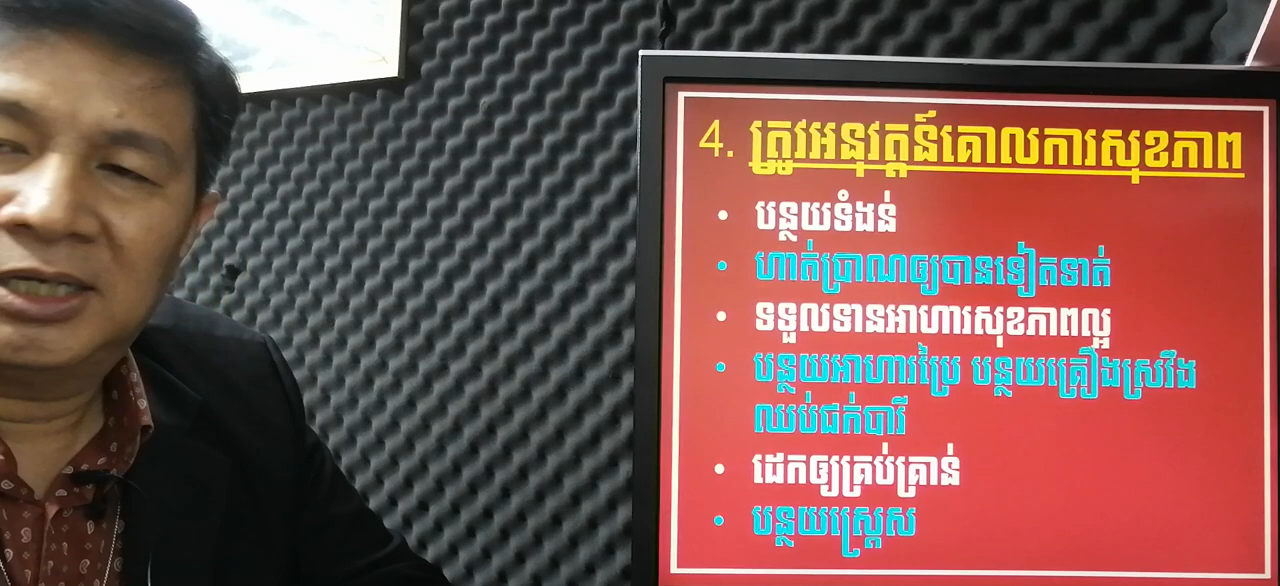 4. ត្រូវអនុវត្តន៍គោលការសុខភាព
• បន្ថយទំងន់
• ហាត់ប្រាណឲ្យបានទៀតទាត់
• ទទួលទានអាហារសុខភាពល្អ
• បន្ថយអាហារប្រៃ បន្ថយគ្រឿងស្រវឹង
ឈប់ជក់បារី
• ដេកឲ្យគ្រប់គ្រាន់
• បន្ថយស្ត្រេស